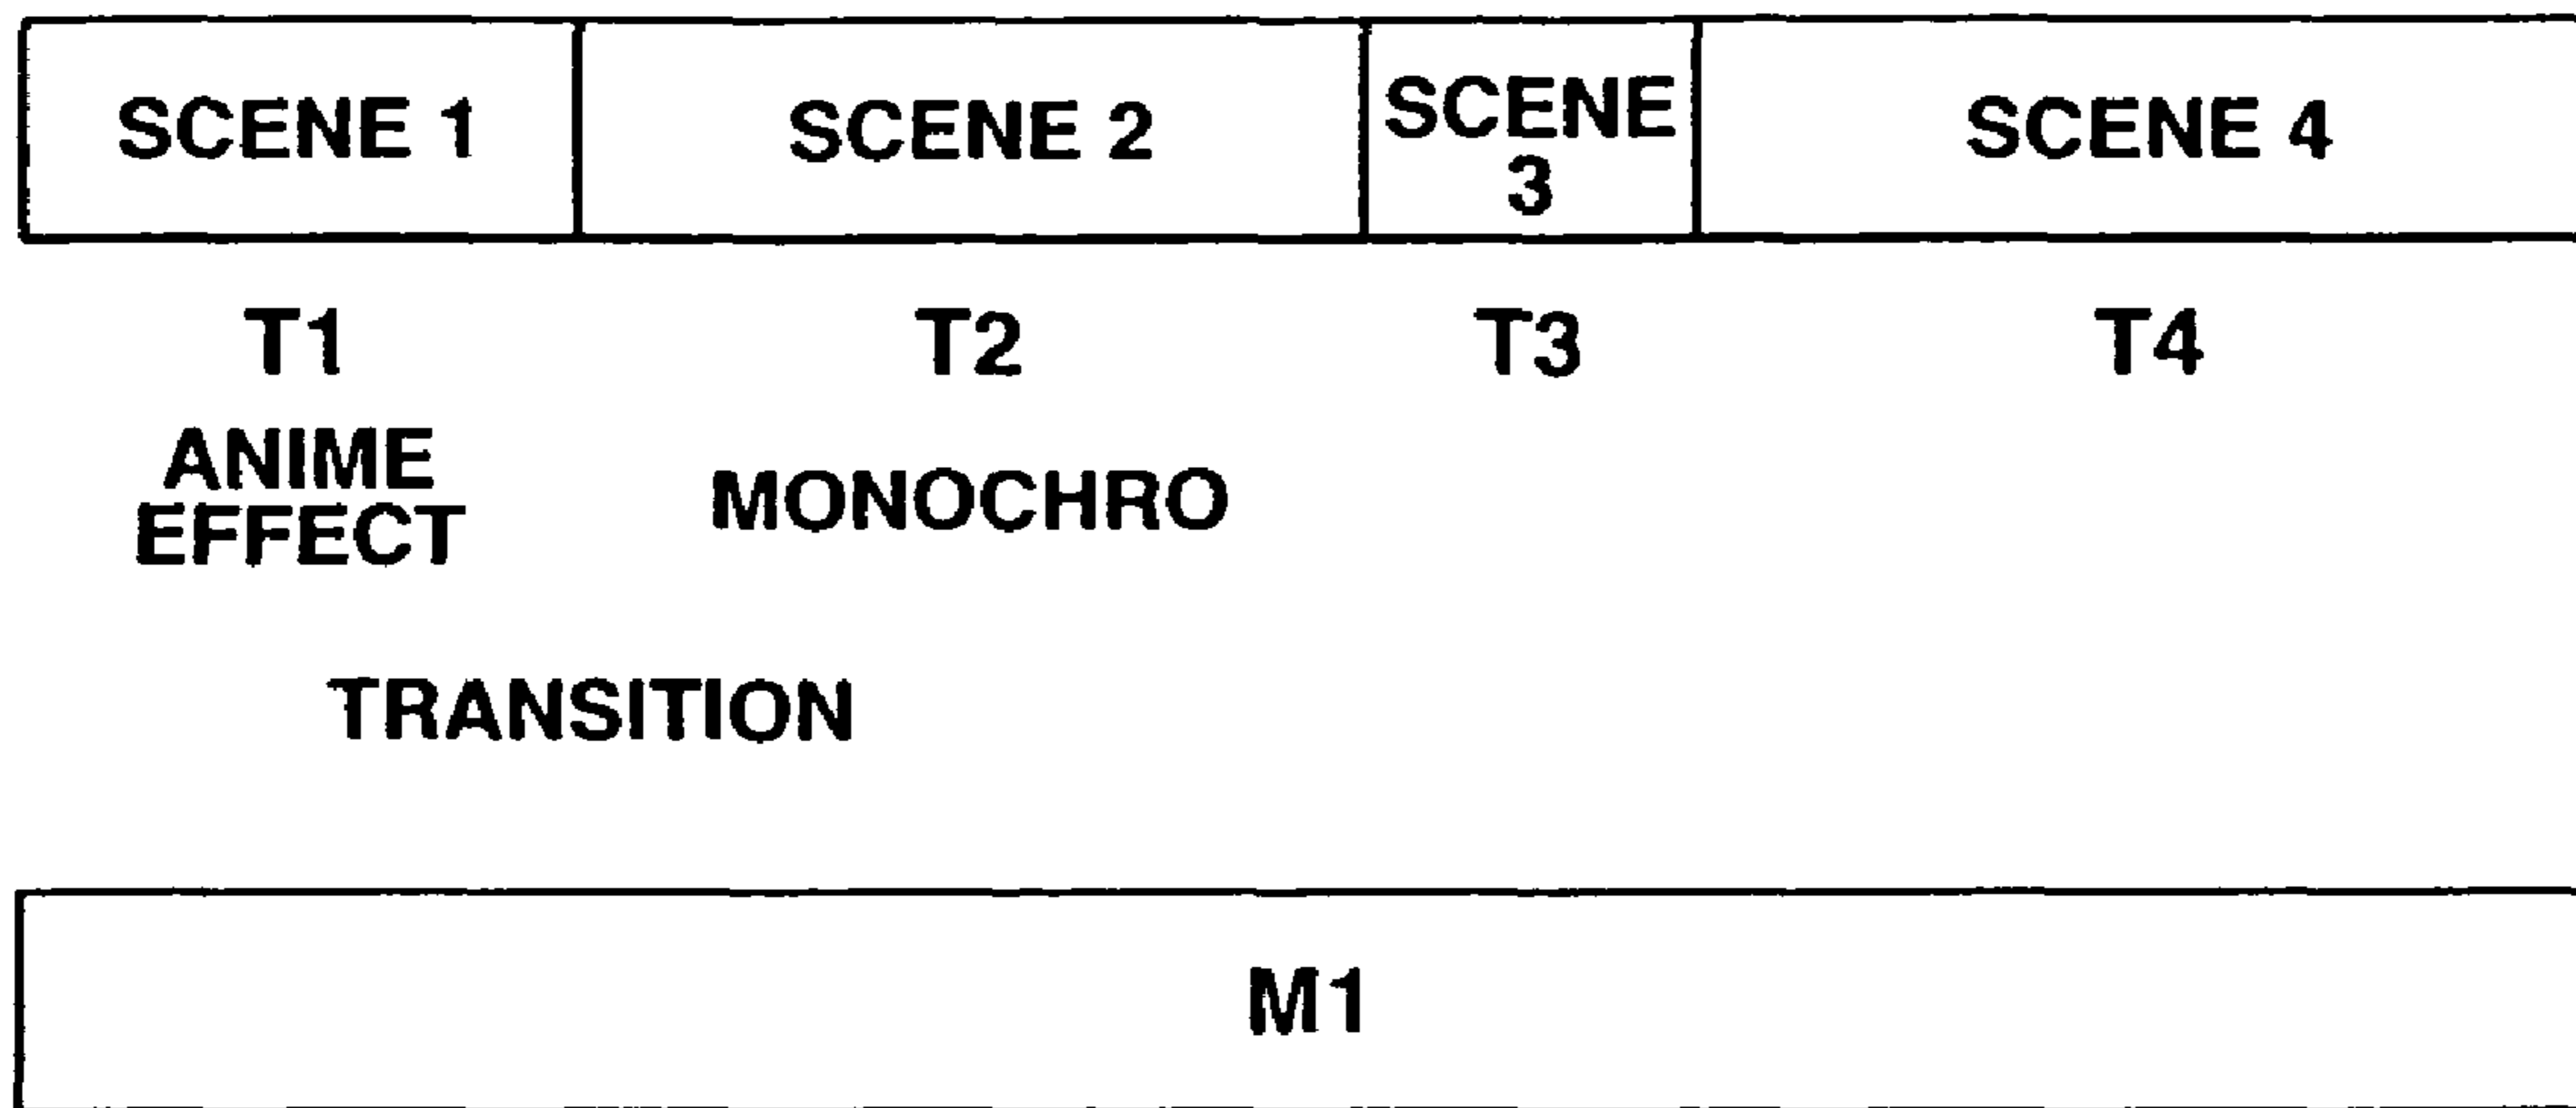 SCENE 1
SCENE 2
SCENE
3
SCENE 4
T1
T2
T3
T4
ANIME
EFFECT
MONOCHRO
TRANSITION
M1